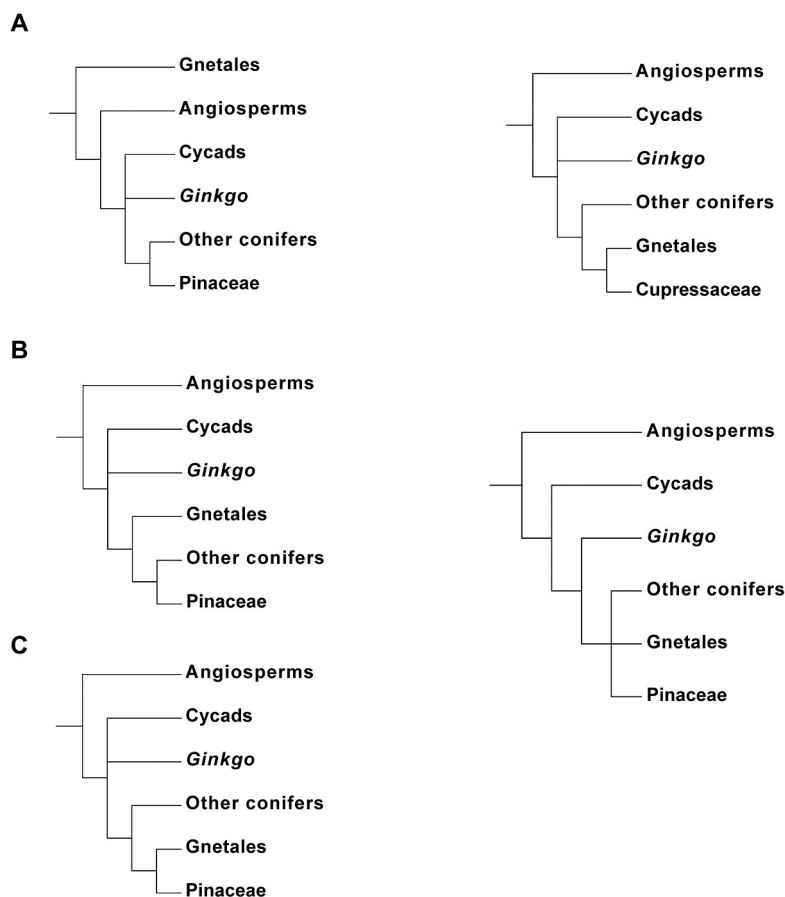 A
Gnetales
Angiosperms
Cycads
Ginkgo
Other conifers
Pinaceae
Angiosperms
Cycads
Ginkgo
Other conifers
Gnetales
Cupressaceae
B
Angiosperms
Cycads
Ginkgo
Gnetales
Other conifers
Pinaceae
Angiosperms
Cycads
Ginkgo
Other conifers
Gnetales
Pinaceae
C
Angiosperms
Cycads
Ginkgo
Other conifers
Gnetales
Pinaceae